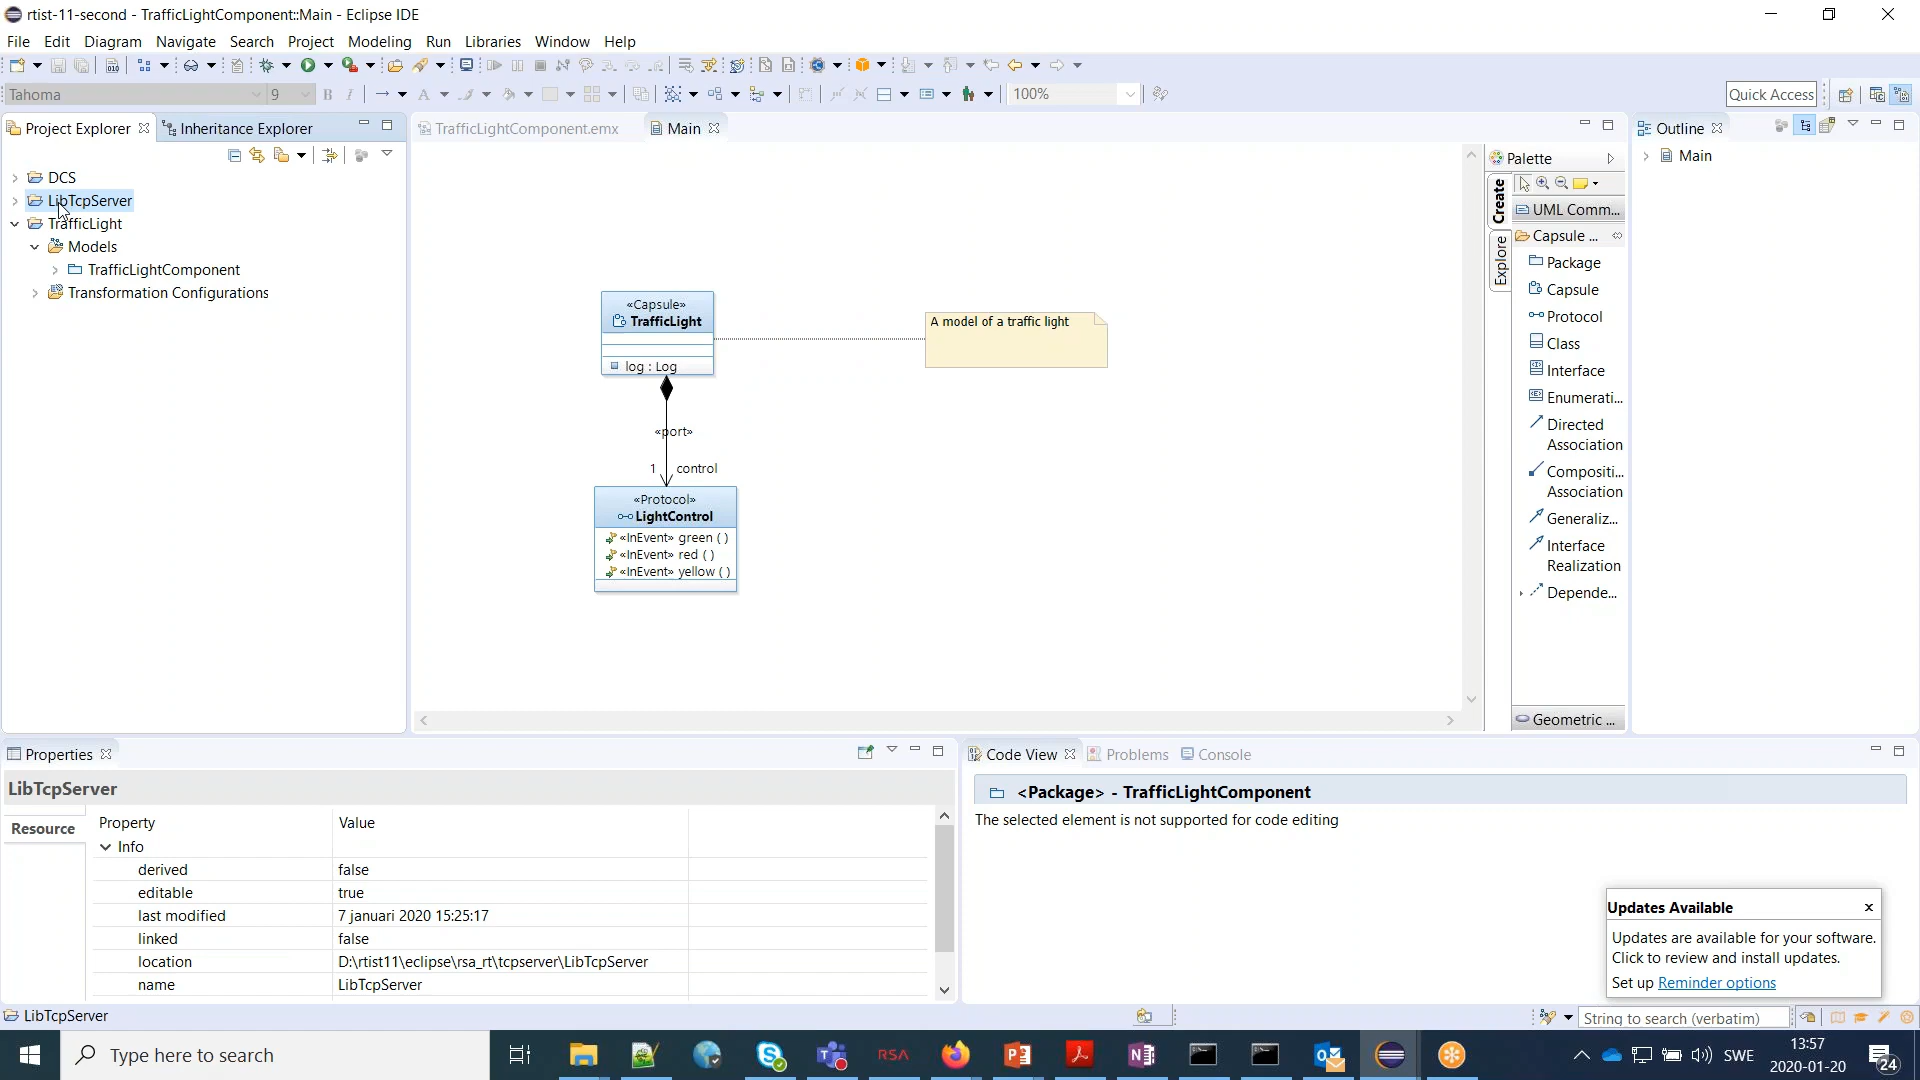 rtist-11-second - TrafficLightComponent::Main - Eclipse IDE
File Edit Diagram Navigate Search Project Modeling Run Libraries Window Help
Tahoma 9 B I A 100% Quick Access
Project Explorer Inheritance Explorer
TrafficLightComponent.emx Main
Outline
DCS
LibTcpServer
TrafficLight
Models
TrafficLightComponent
Transformation Configurations
«Capsule»
TrafficLight
log : Log
A model of a traffic light
«port»
1 control
«Protocol»
LightControl
«InEvent» green ( )
«InEvent» red ( )
«InEvent» yellow ( )
Palette
Create
Explore
UML Comm...
Capsule ...
Package
Capsule
Protocol
Class
Interface
Enumerati...
Directed
Association
Compositi...
Association
Generaliz...
Interface
Realization
Depende...
Geometric ...
Main
Properties
LibTcpServer
Resource
Property Value
Info
derived false
editable true
last modified 7 januari 2020 15:25:17
linked false
location D:\rtist11\eclipse\rsa_rt\tcpserver\LibTcpServer
name LibTcpServer
Code View Problems Console
<Package> - TrafficLightComponent
The selected element is not supported for code editing
Updates Available x
Updates are available for your software.
Click to review and install updates.
Set up Reminder options
LibTcpServer
String to search (verbatim)
Type here to search
RSA
SWE
13:57
2020-01-20
24